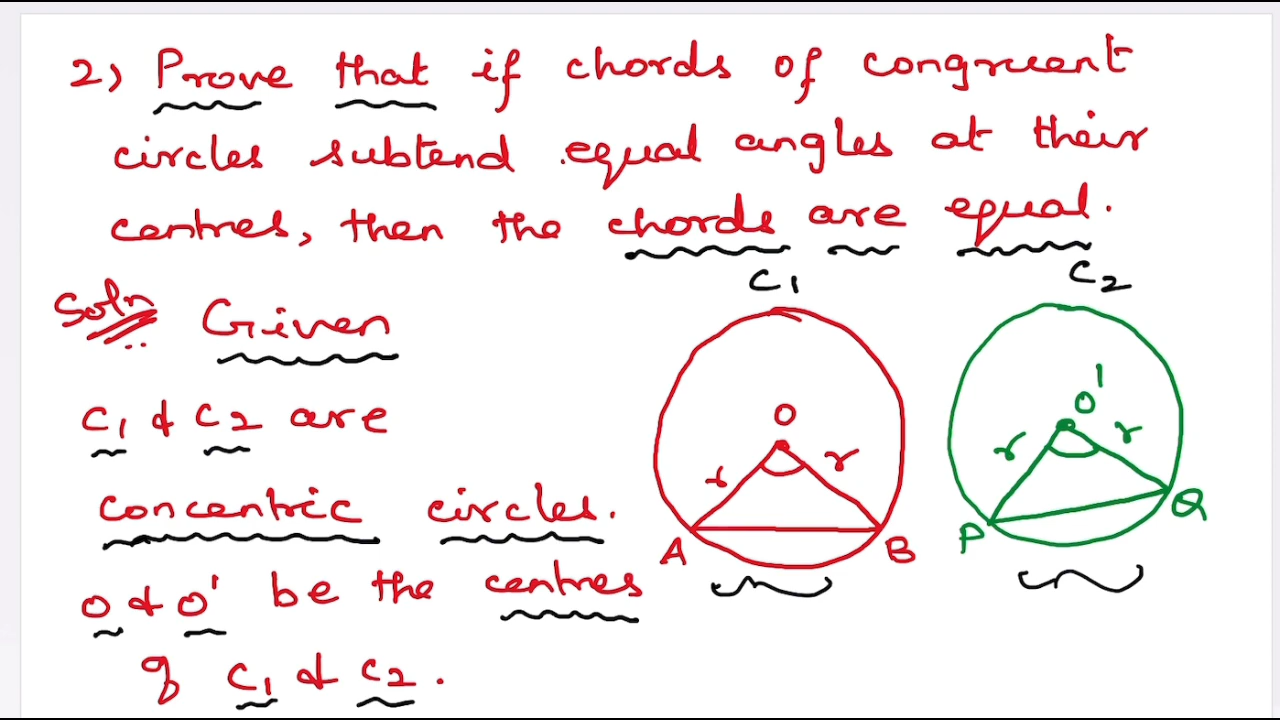 2) Prove that if chords of congruent
circles subtend equal angles at their
centres, then the chords are equal.
Soln Given
C1 & C2 are
concentric circles.
O & O' be the centres
of C1 & C2.
C1
O
r r
A B
C2
O'
r r
P Q